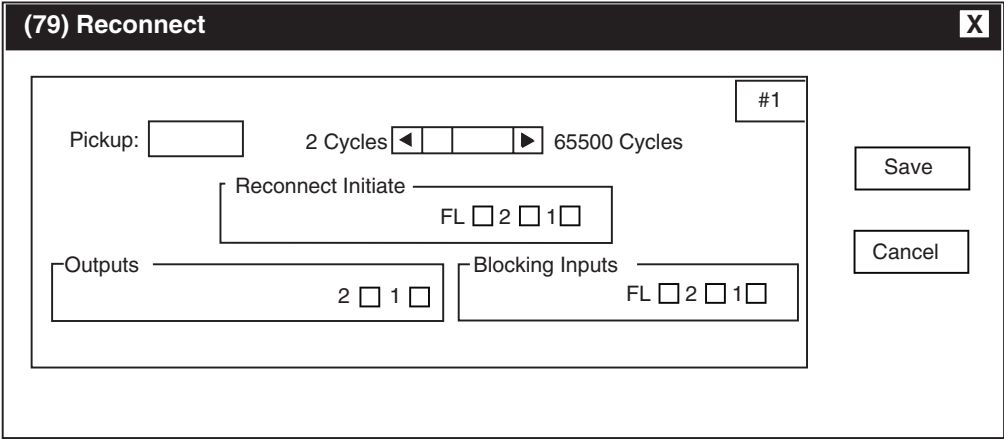 (79) Reconnect X
#1
Pickup: 2 Cycles 65500 Cycles
Save
Reconnect Initiate
FL 2 1
Cancel
Outputs Blocking Inputs
2 1 FL 2 1